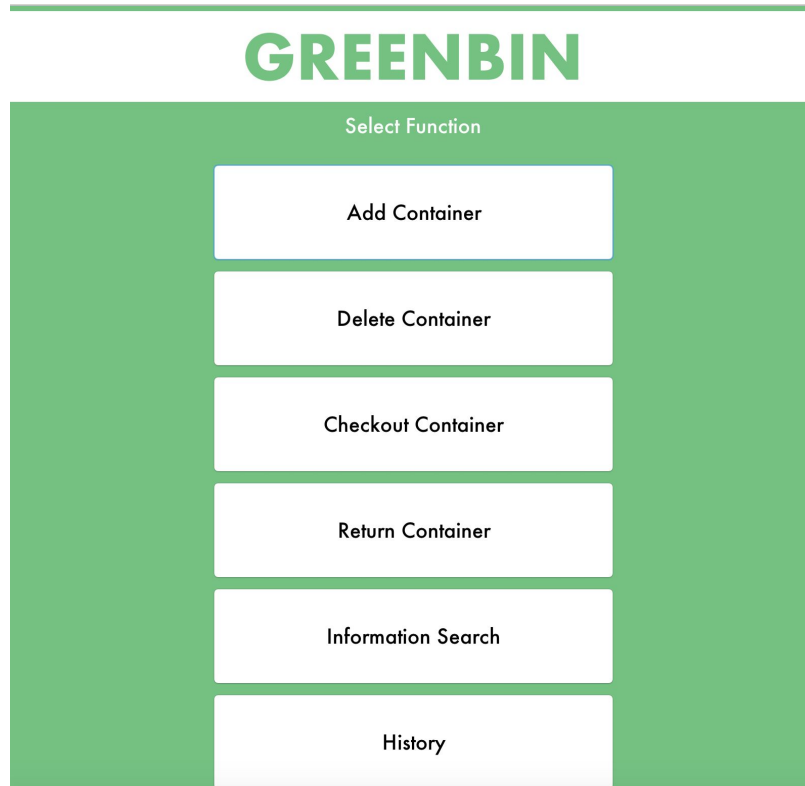 GREENBIN
Select Function
Add Container
Delete Container
Checkout Container
Return Container
Information Search
History